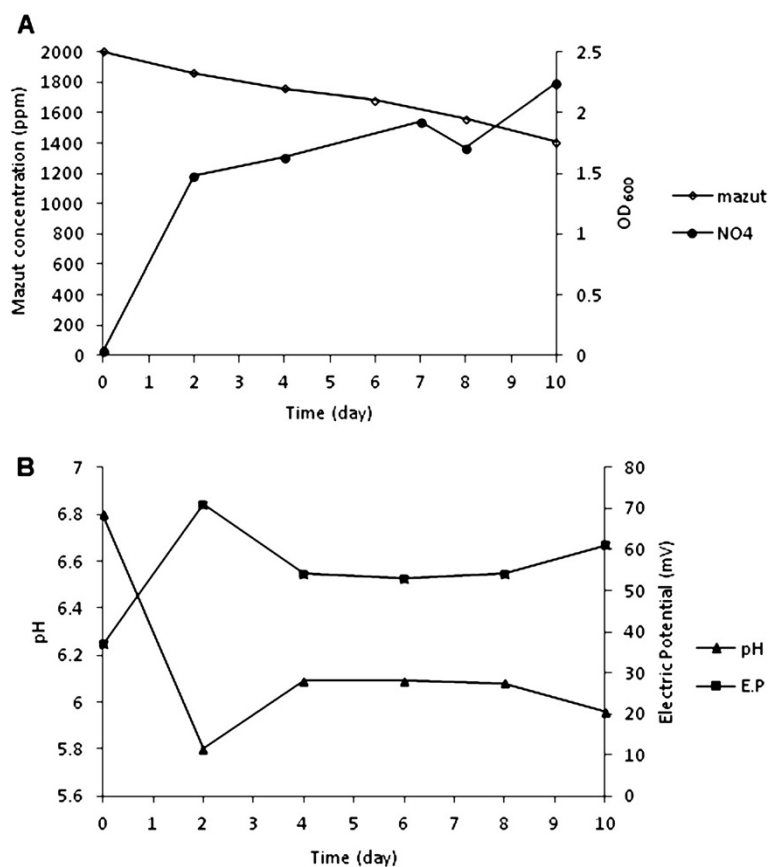 A
2000
1800
1600
1400
1200
1000
800
600
400
200
0
Mazut concentration (ppm)
0 1 2 3 4 5 6 7 8 9 10
Time (day)
2.5
2
1.5
1
0.5
0
OD600
mazut
NO4
B
7
6.8
6.6
6.4
6.2
6
5.8
5.6
pH
0 1 2 3 4 5 6 7 8 9 10
Time (day)
80
70
60
50
40
30
20
10
0
Electric Potential (mV)
pH
E.P